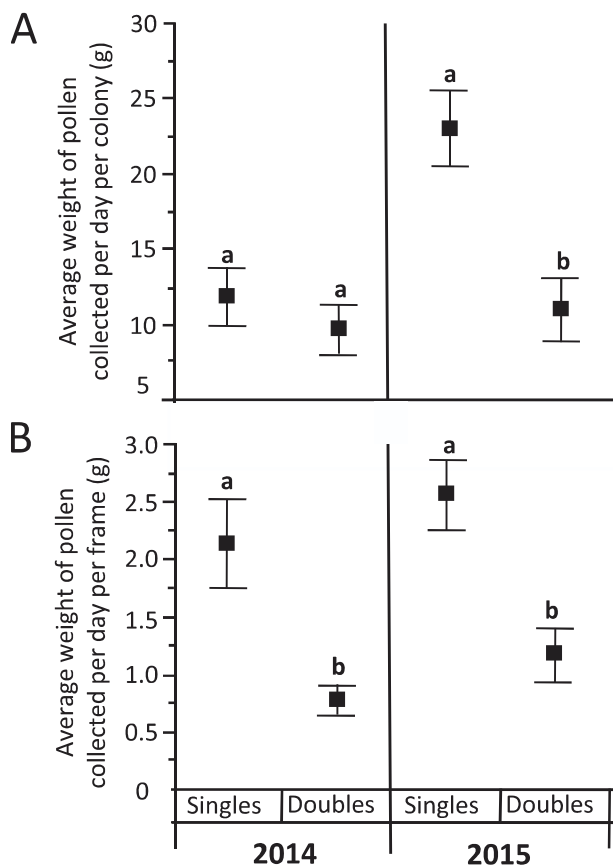 A
Average weight of pollen
collected per day per colony (g)
30
25
20
15
10
5
a
a
a
b
B
Average weight of pollen
collected per day per frame (g)
3.0
2.5
2.0
1.5
1.0
0.5
0
a
b
a
b
Singles Doubles Singles Doubles
2014 2015